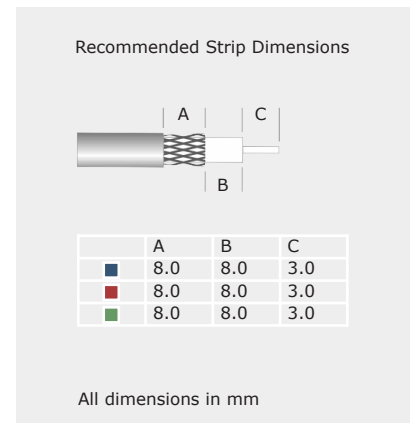 Recommended Strip Dimensions
A C
B
A B C
8.0 8.0 3.0
8.0 8.0 3.0
8.0 8.0 3.0
All dimensions in mm